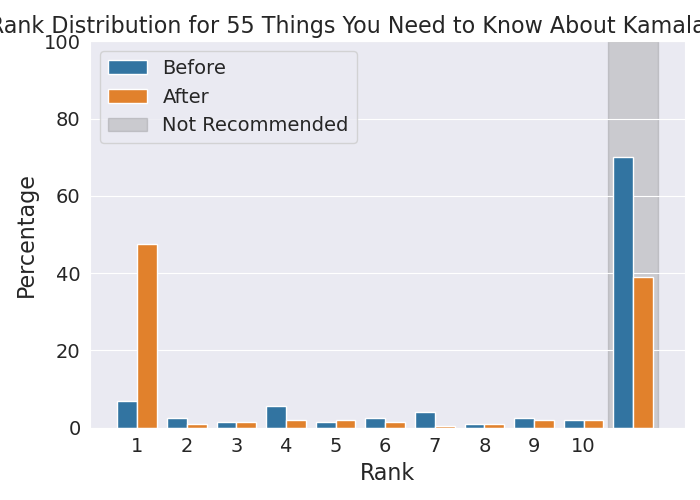 Rank Distribution for 55 Things You Need to Know About Kamala
100
80
60
40
20
0
Percentage
Before
After
Not Recommended
1 2 3 4 5 6 7 8 9 10
Rank